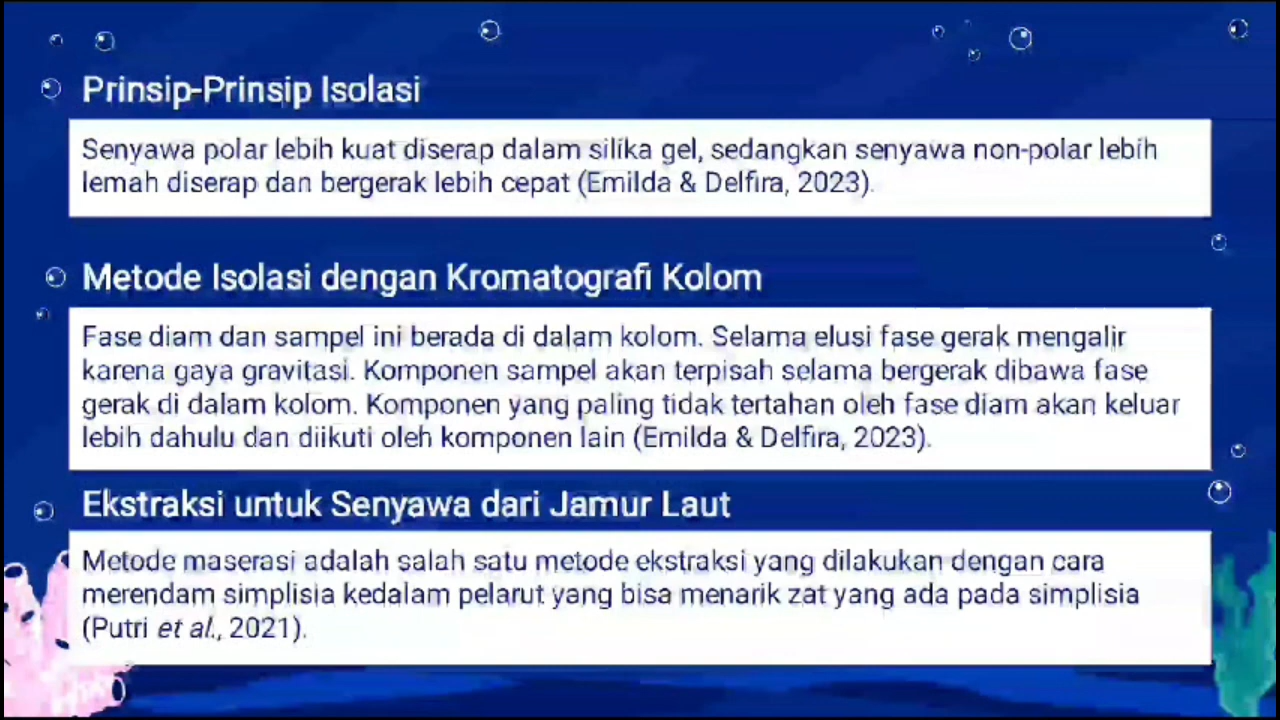 Prinsip-Prinsip Isolasi
Senyawa polar lebih kuat diserap dalam silika gel, sedangkan senyawa non-polar lebih
lemah diserap dan bergerak lebih cepat (Emilda & Delfira, 2023).
Metode Isolasi dengan Kromatografi Kolom
Fase diam dan sampel ini berada di dalam kolom. Selama elusi fase gerak mengalir
karena gaya gravitasi. Komponen sampel akan terpisah selama bergerak dibawa fase
gerak di dalam kolom. Komponen yang paling tidak tertahan oleh fase diam akan keluar
lebih dahulu dan diikuti oleh komponen lain (Emilda & Delfira, 2023).
Ekstraksi untuk Senyawa dari Jamur Laut
Metode maserasi adalah salah satu metode ekstraksi yang dilakukan dengan cara
merendam simplisia kedalam pelarut yang bisa menarik zat yang ada pada simplisia
(Putri et al., 2021).